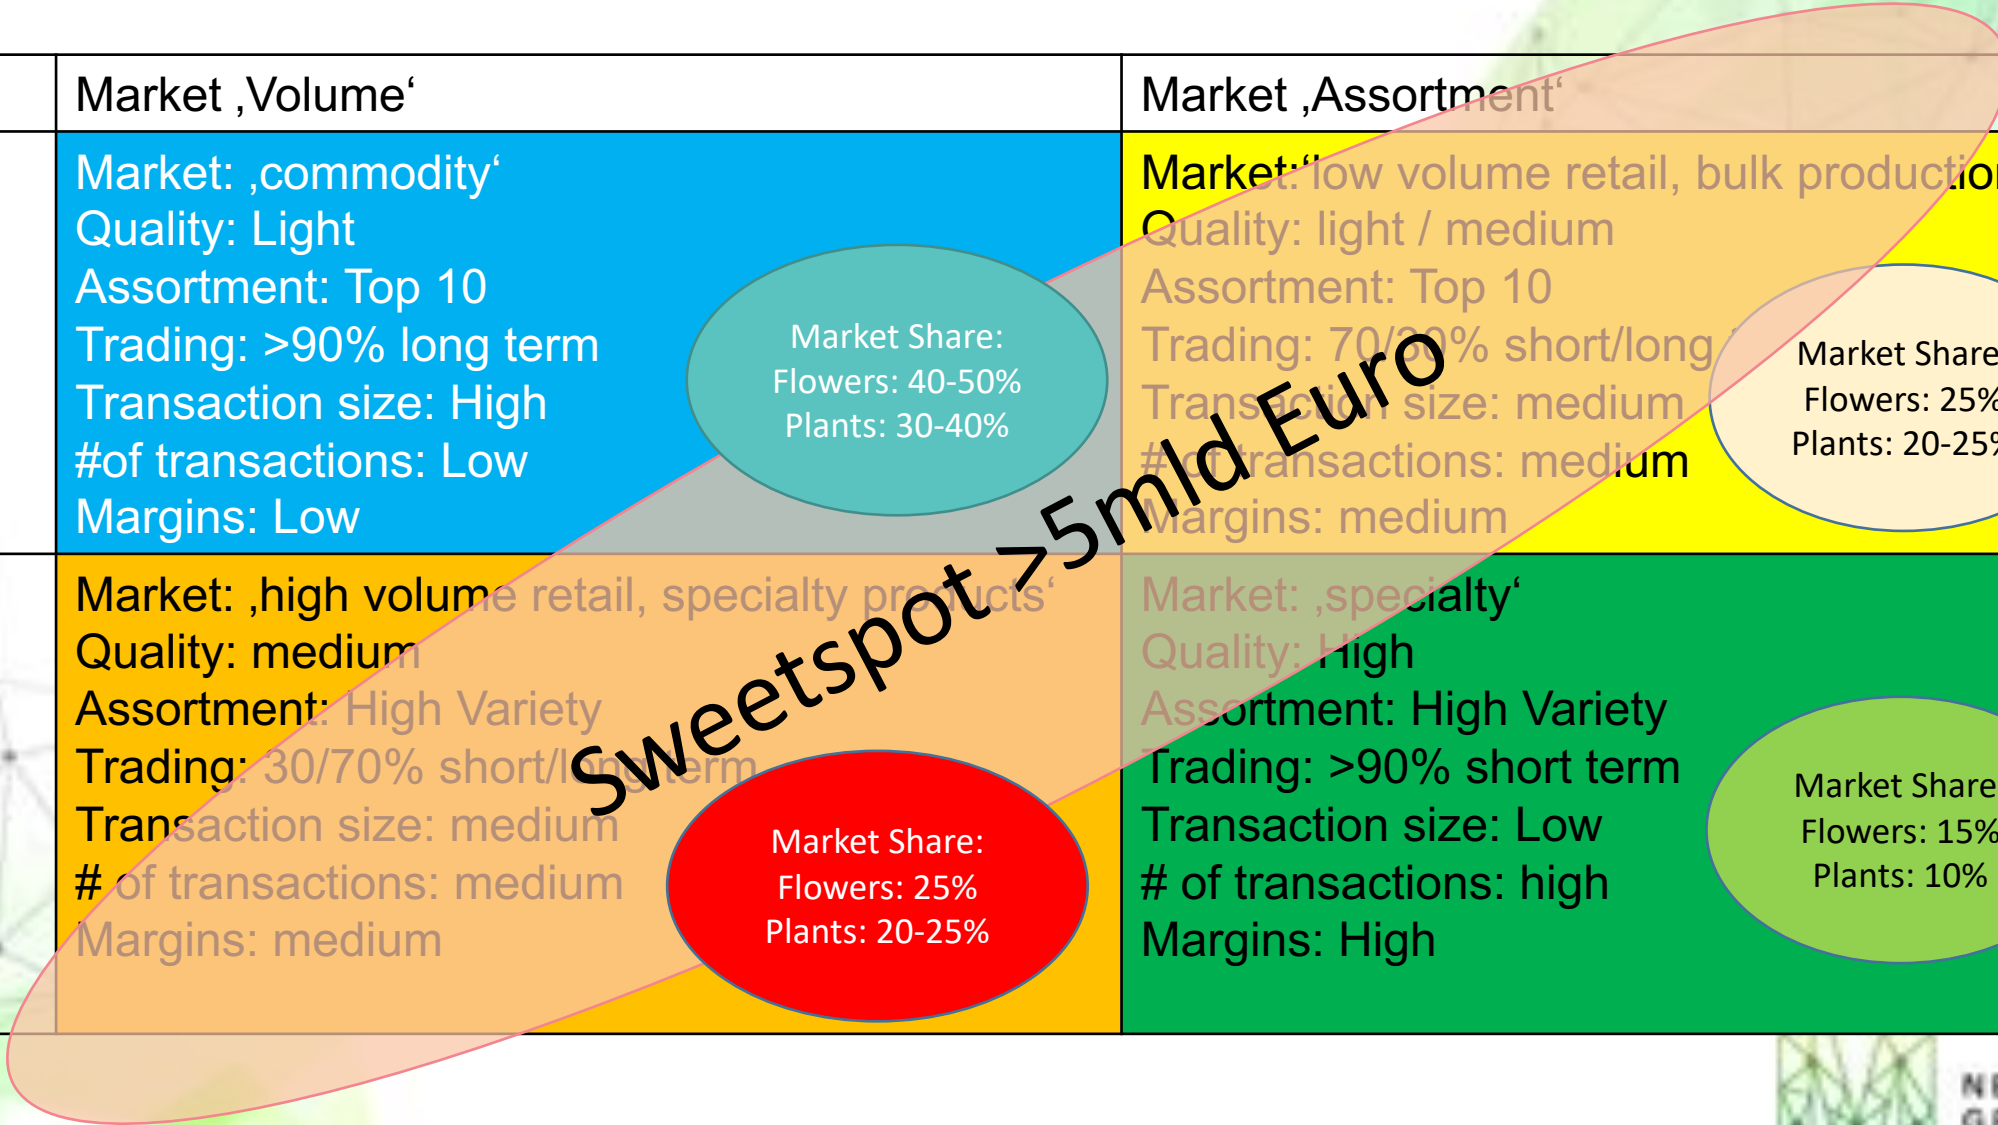 Market ‚Volume‘
Market ‚Assortment‘
Market: ‚commodity‘
Quality: Light
Assortment: Top 10
Trading: >90% long term
Transaction size: High
#of transactions: Low
Margins: Low
Market Share:
Flowers: 40-50%
Plants: 30-40%
Market:‘low volume retail, bulk
Quality: light / medium
Assortment: Top 10
Trading: 70/30% short/long
Transaction size: medium
# of transactions: medium
Margins: medium
Market Share
Flowers: 25%
Plants: 20-25%
Sweetspot >5mld Euro
Market: ‚high volume retail, specialty products‘
Quality: medium
Assortment: High Variety
Trading: 30/70% short/long term
Transaction size: medium
# of transactions: medium
Margins: medium
Market Share:
Flowers: 25%
Plants: 20-25%
Market: ‚specialty‘
Quality: High
Assortment: High Variety
Trading: >90% short term
Transaction size: Low
# of transactions: high
Margins: High
Market Share
Flowers: 15%
Plants: 10%